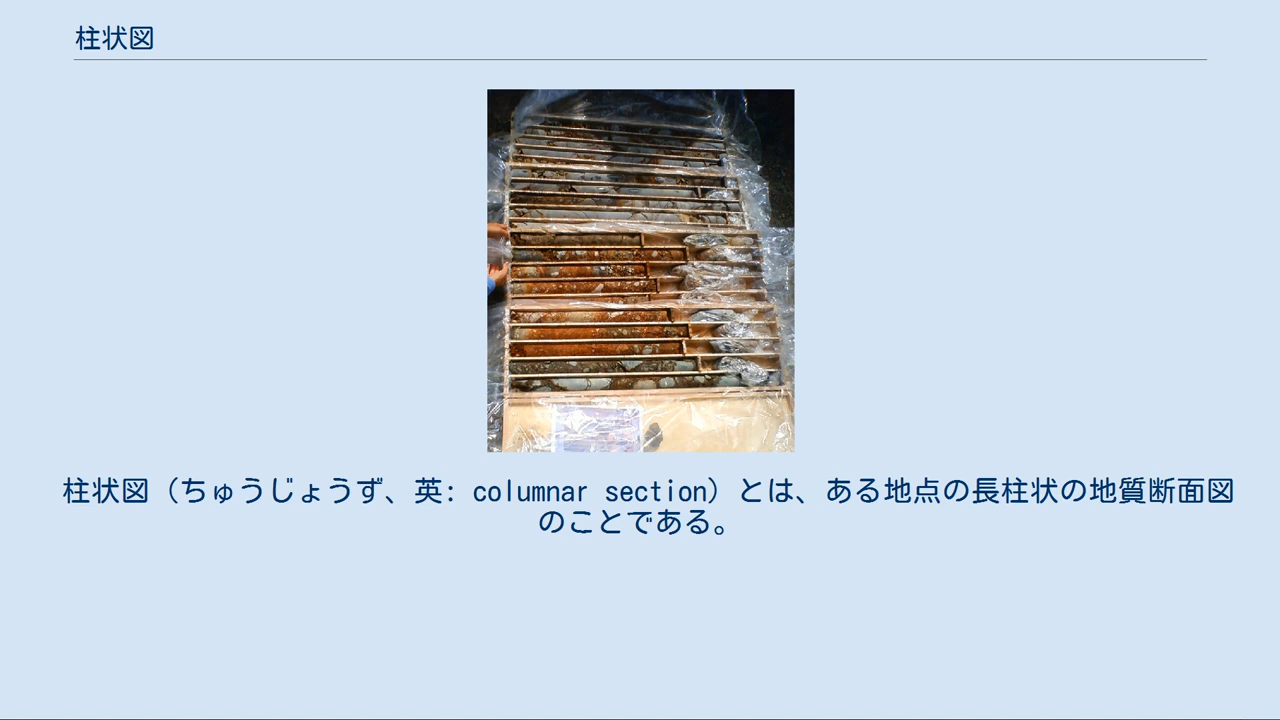 柱状図
柱状図（ちゅうじょうず、英: columnar section）とは、ある地点の長柱状の地質断面図
のことである。